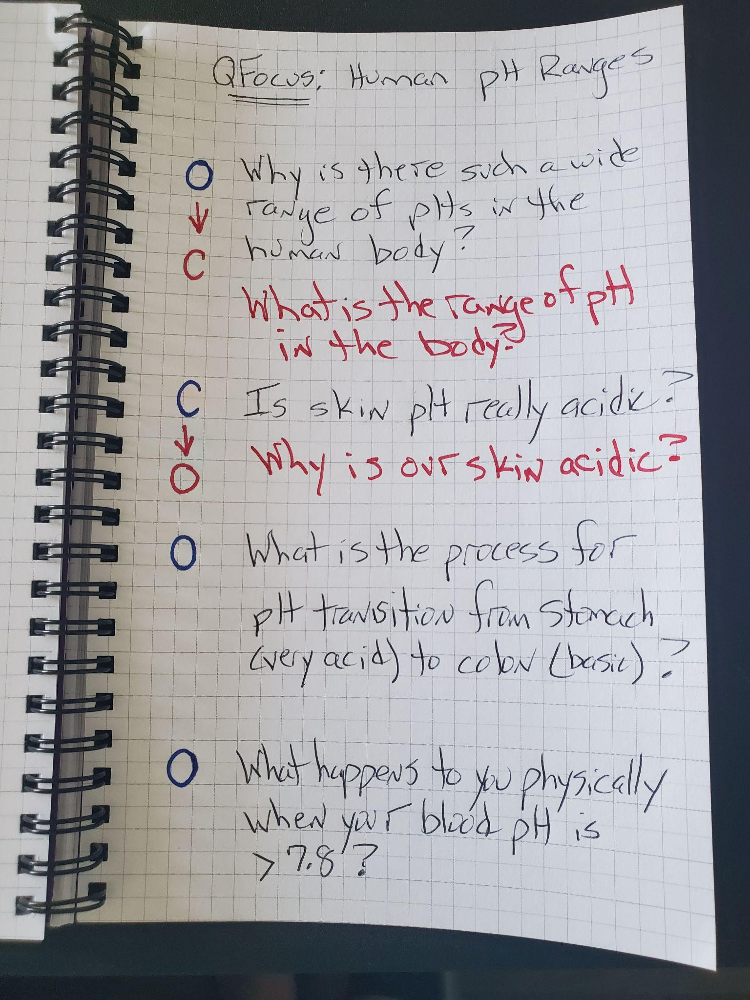 QFocus: Human pH Ranges
O Why is there such a wide
↓ range of pHs in the
C human body?
What is the range of pH
in the body?
C Is skin pH really acidic?
↓
O Why is our skin acidic?
O What is the process for
pH transition from stomach
(very acid) to colon (basic)?
O What happens to you physically
when your blood pH is
> 7.8?